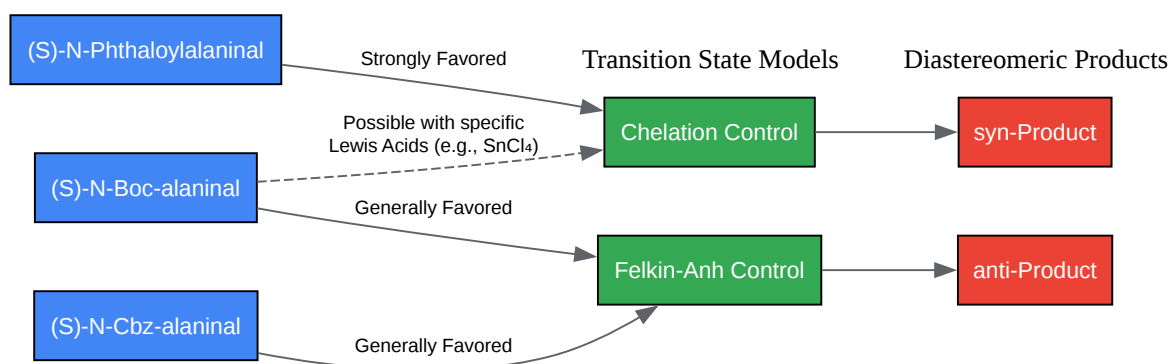 (S)-N-Phthaloylalaninal
Strongly Favored
Transition State Models
Diastereomeric Products
Chelation Control
syn-Product
Possible with specific
Lewis Acids (e.g., SnCl₄)
(S)-N-Boc-alaninal
Generally Favored
Felkin-Anh Control
anti-Product
(S)-N-Cbz-alaninal
Generally Favored